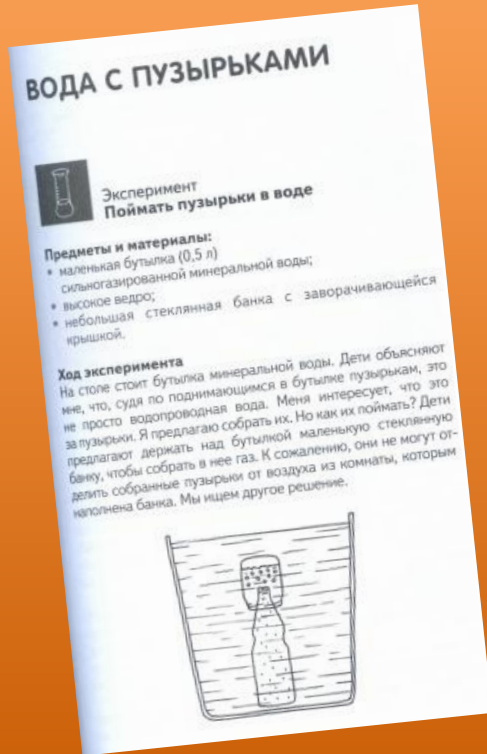 ВОДА С ПУЗЫРЬКАМИ
Эксперимент
Поймать пузырьки в воде
Предметы и материалы:
• маленькая бутылка (0,5 л)
сильногазированной минеральной воды;
• высокое ведро;
• небольшая стеклянная банка с заворачивающейся
крышкой.
Ход эксперимента
На столе стоит бутылка минеральной воды. Дети объясняют
мне, что, судя по поднимающимся в бутылке пузырькам, это
не просто водопроводная вода. Меня интересует, что это
за пузырьки. Я предлагаю собрать их. Но как их поймать? Дети
предлагают держать над бутылкой маленькую стеклянную
банку, чтобы собрать в нее газ. К сожалению, они не могут от-
делить собранные пузырьки от воздуха из комнаты, которым
наполнена банка. Мы ищем другое решение.